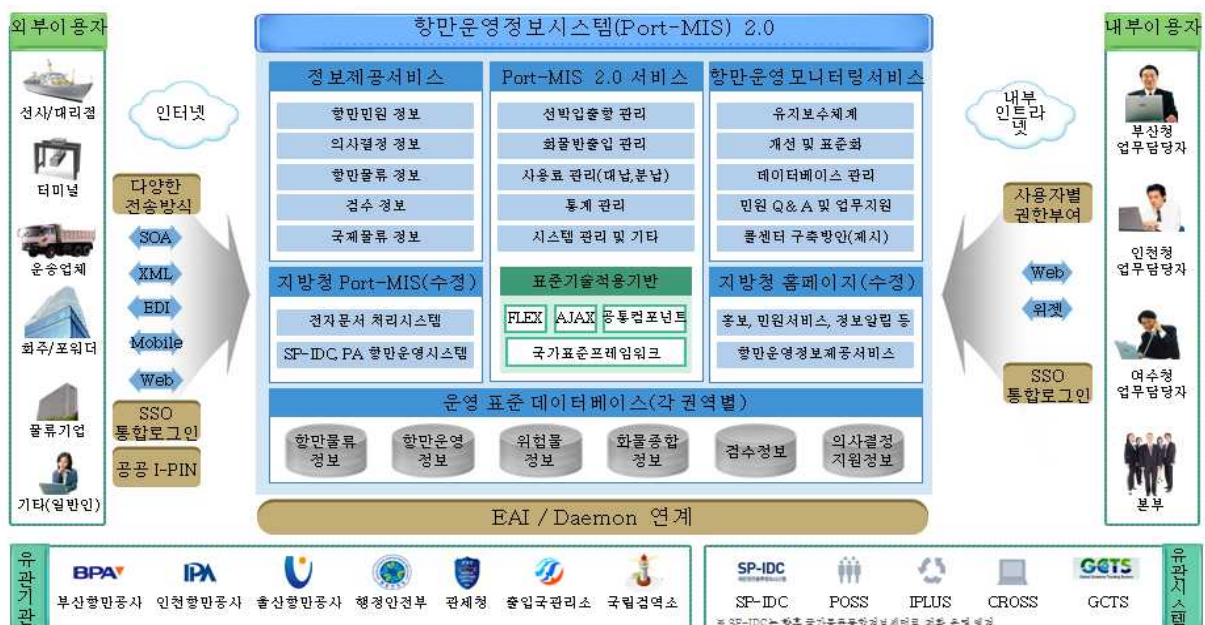 항만운영정보시스템(Port-MIS) 2.0
외부이용자
선사/대리점
터미널
운송업체
화주/포워더
물류기업
기타(일반인)
인터넷
다양한
전송방식
SOA
XML
EDI
Mobile
Web
SSO
통합로그인
공공 I-PIN
정보제공서비스
항만민원 정보
의사결정 정보
항만물류 정보
검수 정보
국제물류 정보
Port-MIS 2.0 서비스
선박입출항 관리
화물반출입 관리
사용료 관리(대납,분납)
통계 관리
시스템 관리 및 기타
항만운영모니터링서비스
유지보수체계
개선 및 표준화
데이터베이스 관리
민원 Q & A 및 업무지원
콜센터 구축방안(제시)
지방청 Port-MIS(수정)
전자문서 처리시스템
SP-IDC, PA 항만운영시스템
표준기술적용기반
FLEX
AJAX
공통컴포넌트
국가표준프레임워크
지방청 홈페이지(수정)
홍보, 민원서비스, 정보알림 등
항만운영정보제공서비스
운영 표준 데이터베이스(각 권역별)
항만물류
정보
항만운영
정보
위험물
정보
화물종합
정보
검수정보
의사결정
지원정보
EAI / Daemon 연계
내부
인트라
넷
사용자별
권한부여
Web
위젯
SSO
통합로그인
내부이용자
부산청
업무담당자
인천청
업무담당자
여수청
업무담당자
본부
유관기관
BPA
부산항만공사
IPA
인천항만공사
울산항만공사
행정안전부
관세청
출입국관리소
국립검역소
SP-IDC
SP-IDC
POSS
IPLUS
CROSS
GCTS
GCTS
유관시스템
※ SP-IDC는